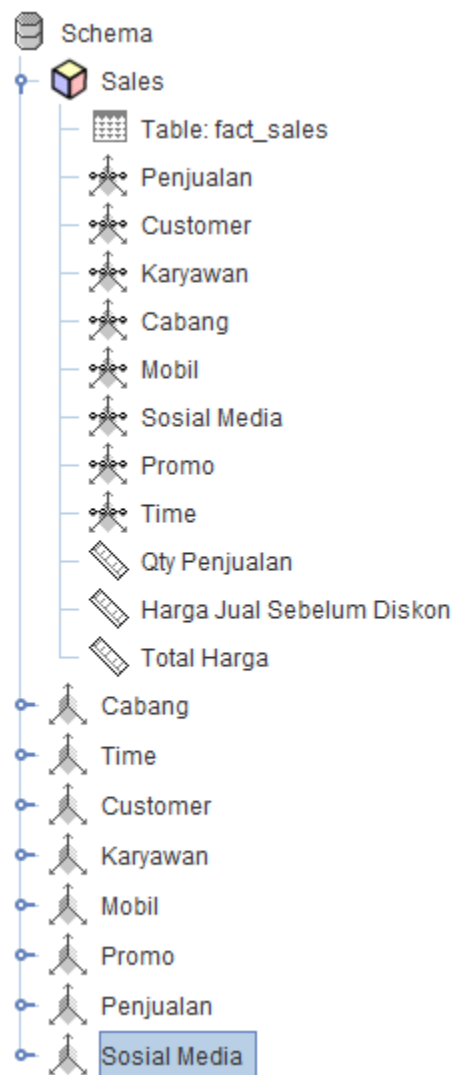 Schema
Sales
Table: fact_sales
Penjualan
Customer
Karyawan
Cabang
Mobil
Sosial Media
Promo
Time
Qty Penjualan
Harga Jual Sebelum Diskon
Total Harga
Cabang
Time
Customer
Karyawan
Mobil
Promo
Penjualan
Sosial Media